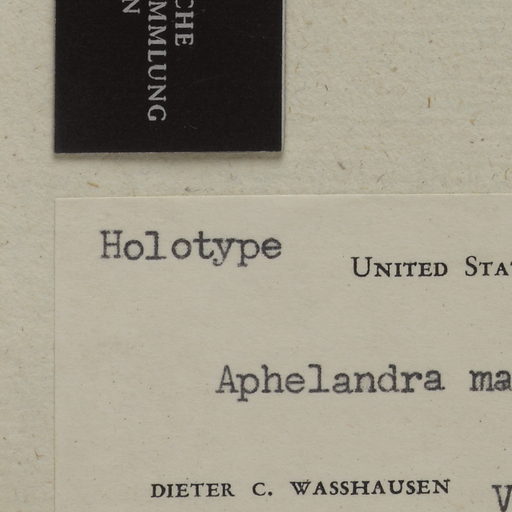 CHE
MMLUNG
N
Holotype
UNITED STA
Aphelandra ma
DIETER C. WASSHAUSEN V